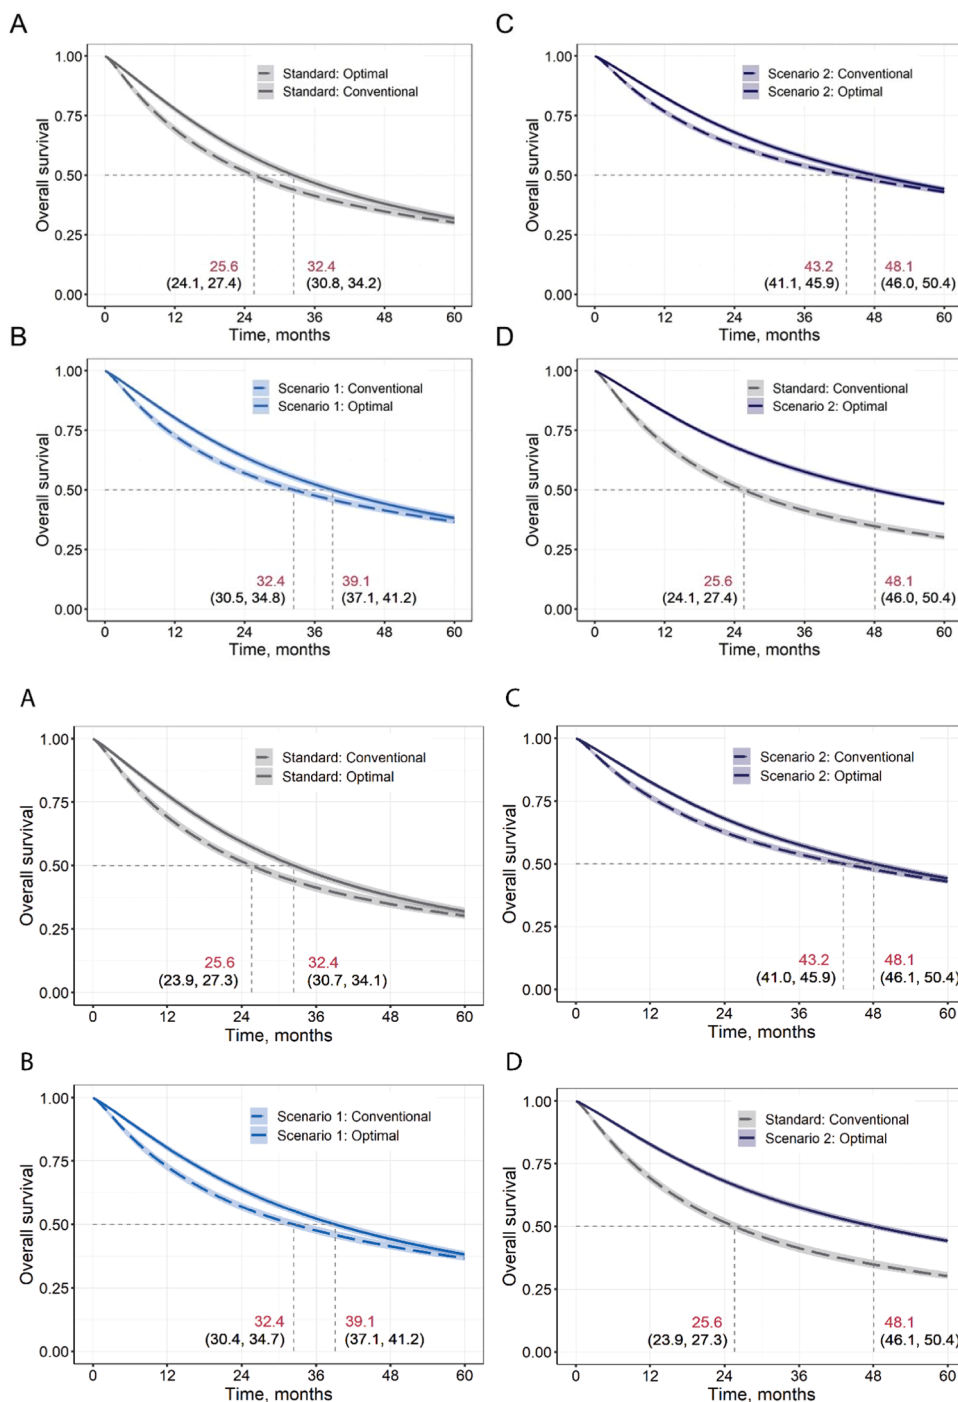 A
1.00
0.75
0.50
0.25
0.00
Overall survival
Standard: Optimal
Standard: Conventional
25.6
(24.1, 27.4)
32.4
(30.8, 34.2)
0 12 24 36 48 60
Time, months
C
1.00
0.75
0.50
0.25
0.00
Overall survival
Scenario 2: Conventional
Scenario 2: Optimal
43.2
(41.1, 45.9)
48.1
(46.0, 50.4)
0 12 24 36 48 60
Time, months
B
1.00
0.75
0.50
0.25
0.00
Overall survival
Scenario 1: Conventional
Scenario 1: Optimal
32.4
(30.5, 34.8)
39.1
(37.1, 41.2)
0 12 24 36 48 60
Time, months
D
1.00
0.75
0.50
0.25
0.00
Overall survival
Standard: Conventional
Scenario 2: Optimal
25.6
(24.1, 27.4)
48.1
(46.0, 50.4)
0 12 24 36 48 60
Time, months
A
1.00
0.75
0.50
0.25
0.00
Overall survival
Standard: Conventional
Standard: Optimal
25.6
(23.9, 27.3)
32.4
(30.7, 34.1)
0 12 24 36 48 60
Time, months
C
1.00
0.75
0.50
0.25
0.00
Overall survival
Scenario 2: Conventional
Scenario 2: Optimal
43.2
(41.0, 45.9)
48.1
(46.1, 50.4)
0 12 24 36 48 60
Time, months
B
1.00
0.75
0.50
0.25
0.00
Overall survival
Scenario 1: Conventional
Scenario 1: Optimal
32.4
(30.4, 34.7)
39.1
(37.1, 41.2)
0 12 24 36 48 60
Time, months
D
1.00
0.75
0.50
0.25
0.00
Overall survival
Standard: Conventional
Scenario 2: Optimal
25.6
(23.9, 27.3)
48.1
(46.1, 50.4)
0 12 24 36 48 60
Time, months